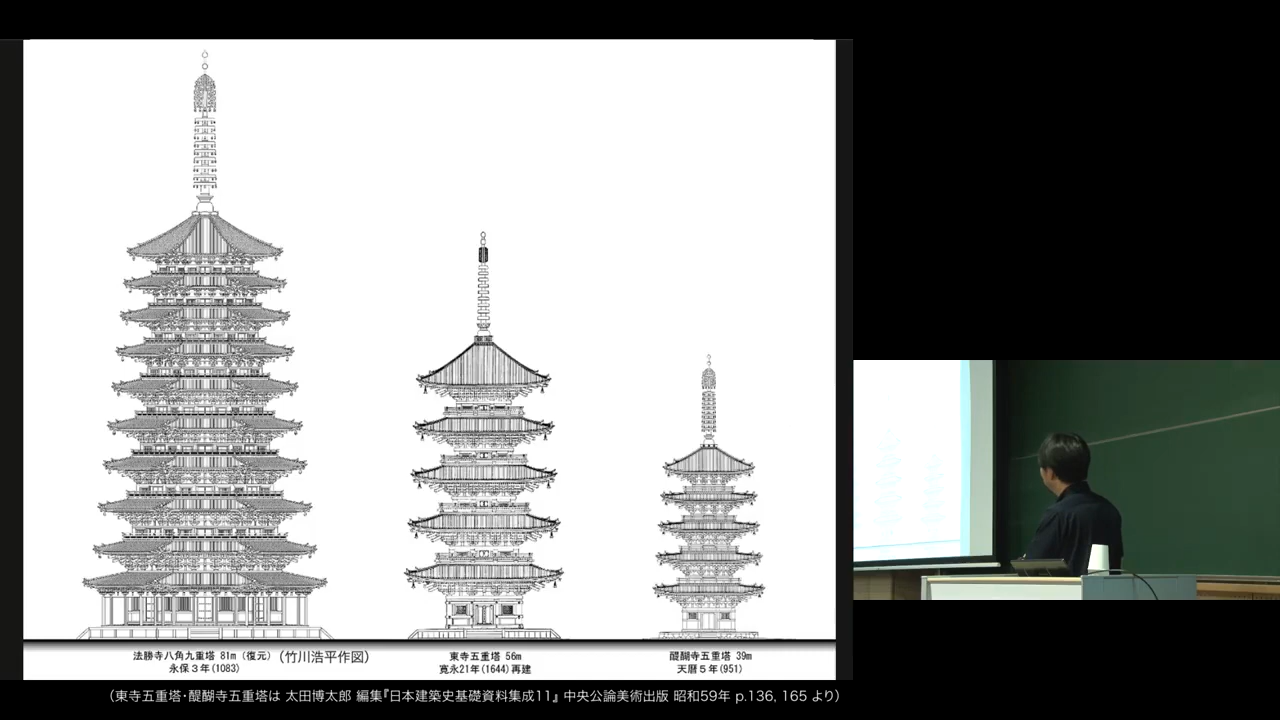 法勝寺八角九重塔 81m (復元) (竹川浩平作図)
永保３年(1083)
東寺五重塔 56m
寛永21年(1644)再建
醍醐寺五重塔 39m
天暦５年(951)
(東寺五重塔・醍醐寺五重塔は 太田博太郎 編集『日本建築史基礎資料集成11』 中央公論美術出版 昭和59年 p.136, 165 より)